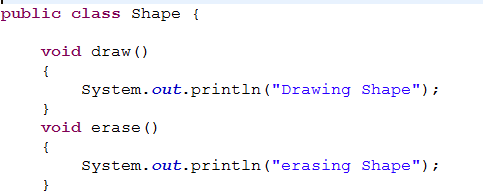 public class Shape {
void draw()
{
System.out.println("Drawing Shape");
}
void erase()
{
System.out.println("erasing Shape");
}